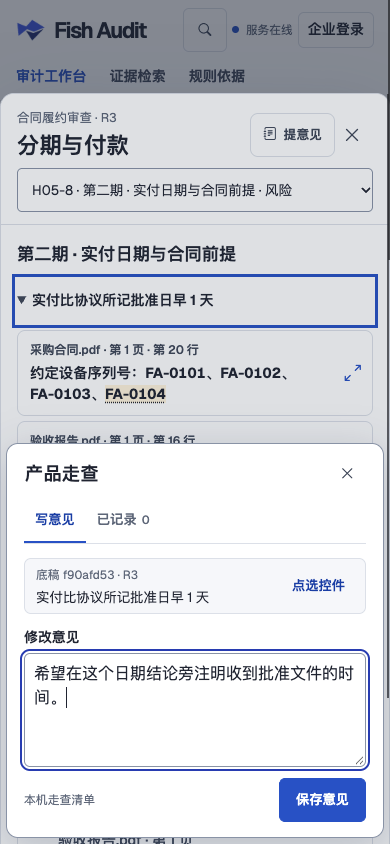 Fish Audit
服务在线
企业登录
审计工作台 证据检索 规则依据
合同履约审查 · R3
分期与付款
提意见
H05-8 · 第二期 · 实付日期与合同前提 · 风险
第二期 · 实付日期与合同前提
实付比协议所记批准日早 1 天
采购合同.pdf · 第 1 页 · 第 20 行
约定设备序列号：FA-0101、FA-0102、
FA-0103、FA-0104
验收报告.pdf · 第 1 页 · 第 16 行
产品走查
写意见 已记录 0
底稿 f90afd53 · R3
实付比协议所记批准日早 1 天
点选控件
修改意见
希望在这个日期结论旁注明收到批准文件的时
间。
本机走查清单
保存意见
验收报告.pdf · 第 1 页